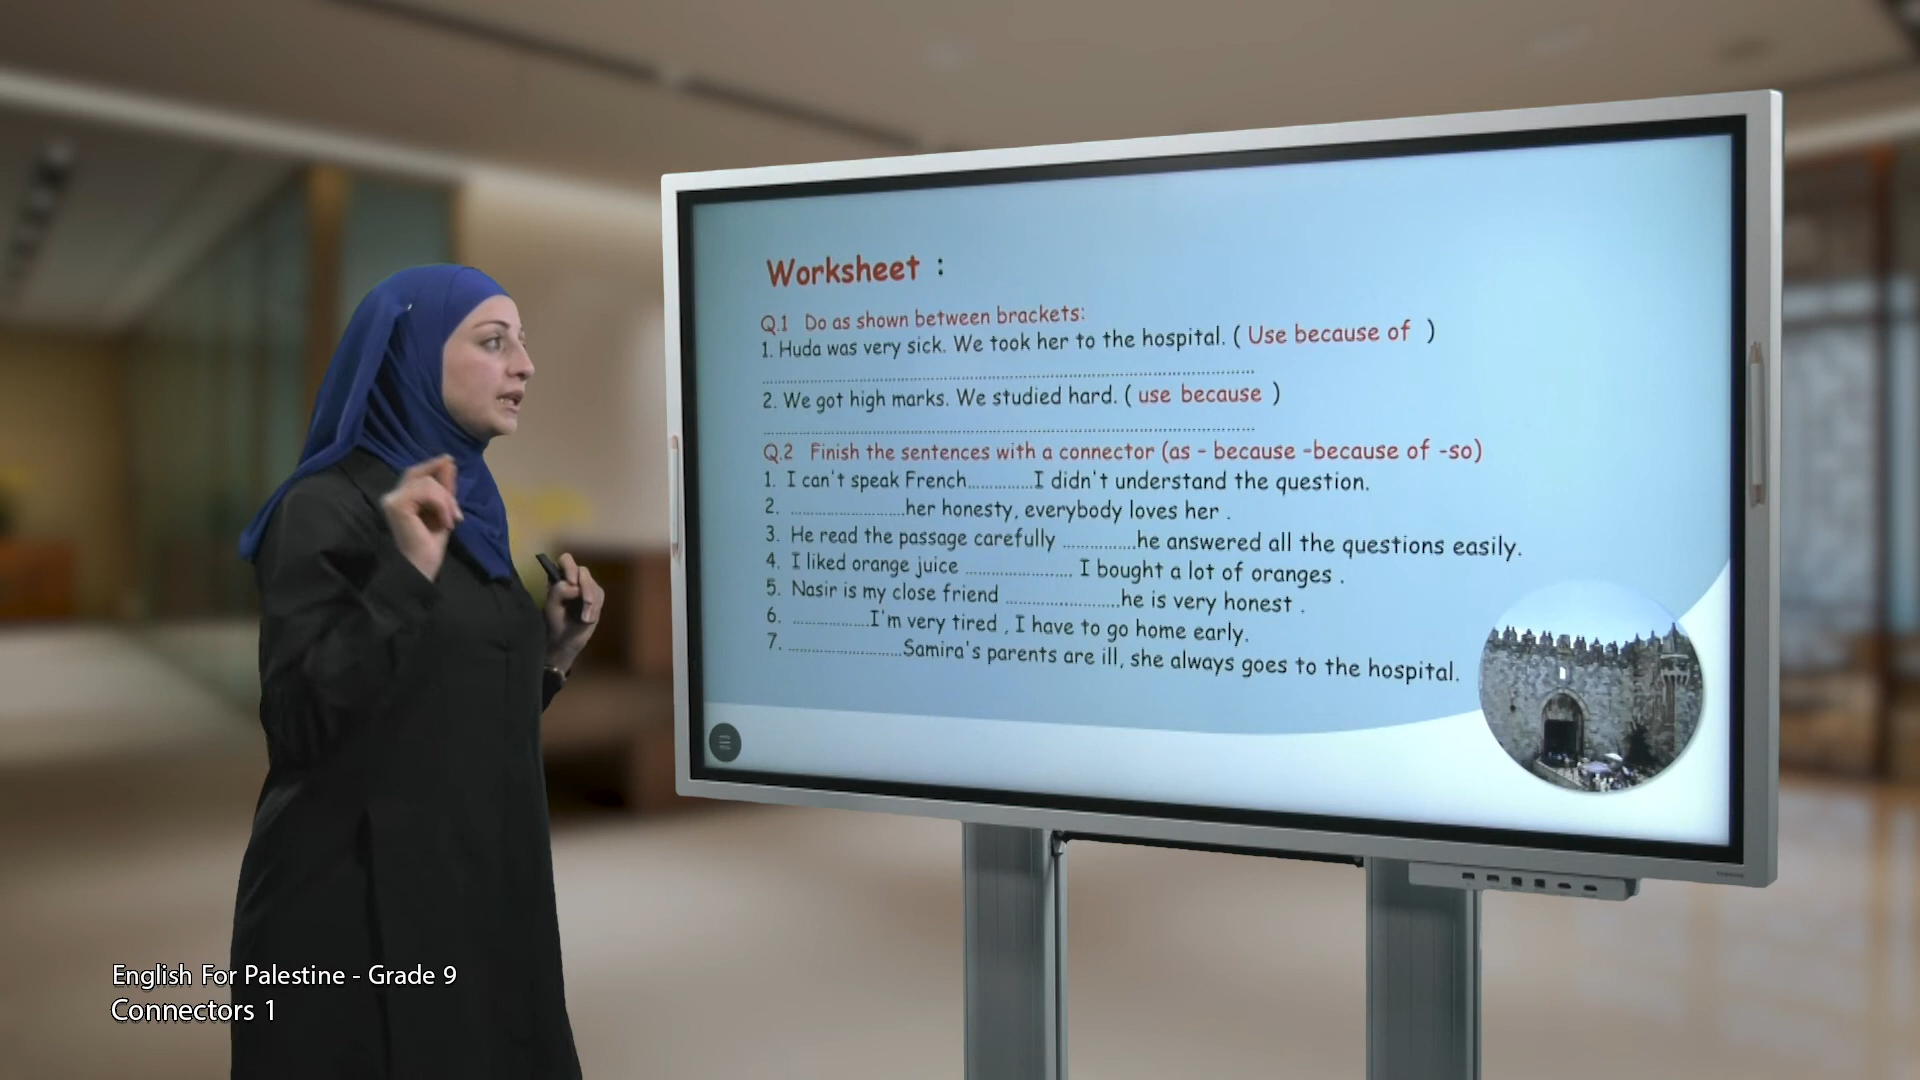 Worksheet :
Q.1 Do as shown between brackets:
1. Huda was very sick. We took her to the hospital. ( Use because of )
........................................................
2. We got high marks. We studied hard. ( use because )
........................................................
Q.2 Finish the sentences with a connector (as - because -because of -so)
1. I can't speak French.............I didn't understand the question.
2. ........................her honesty, everybody loves her .
3. He read the passage carefully ...............he answered all the questions easily.
4. I liked orange juice ...................... I bought a lot of oranges .
5. Nasir is my close friend ........................he is very honest .
6. .................I'm very tired , I have to go home early.
7. ........................Samira's parents are ill, she always goes to the hospital.
English For Palestine - Grade 9
Connectors 1